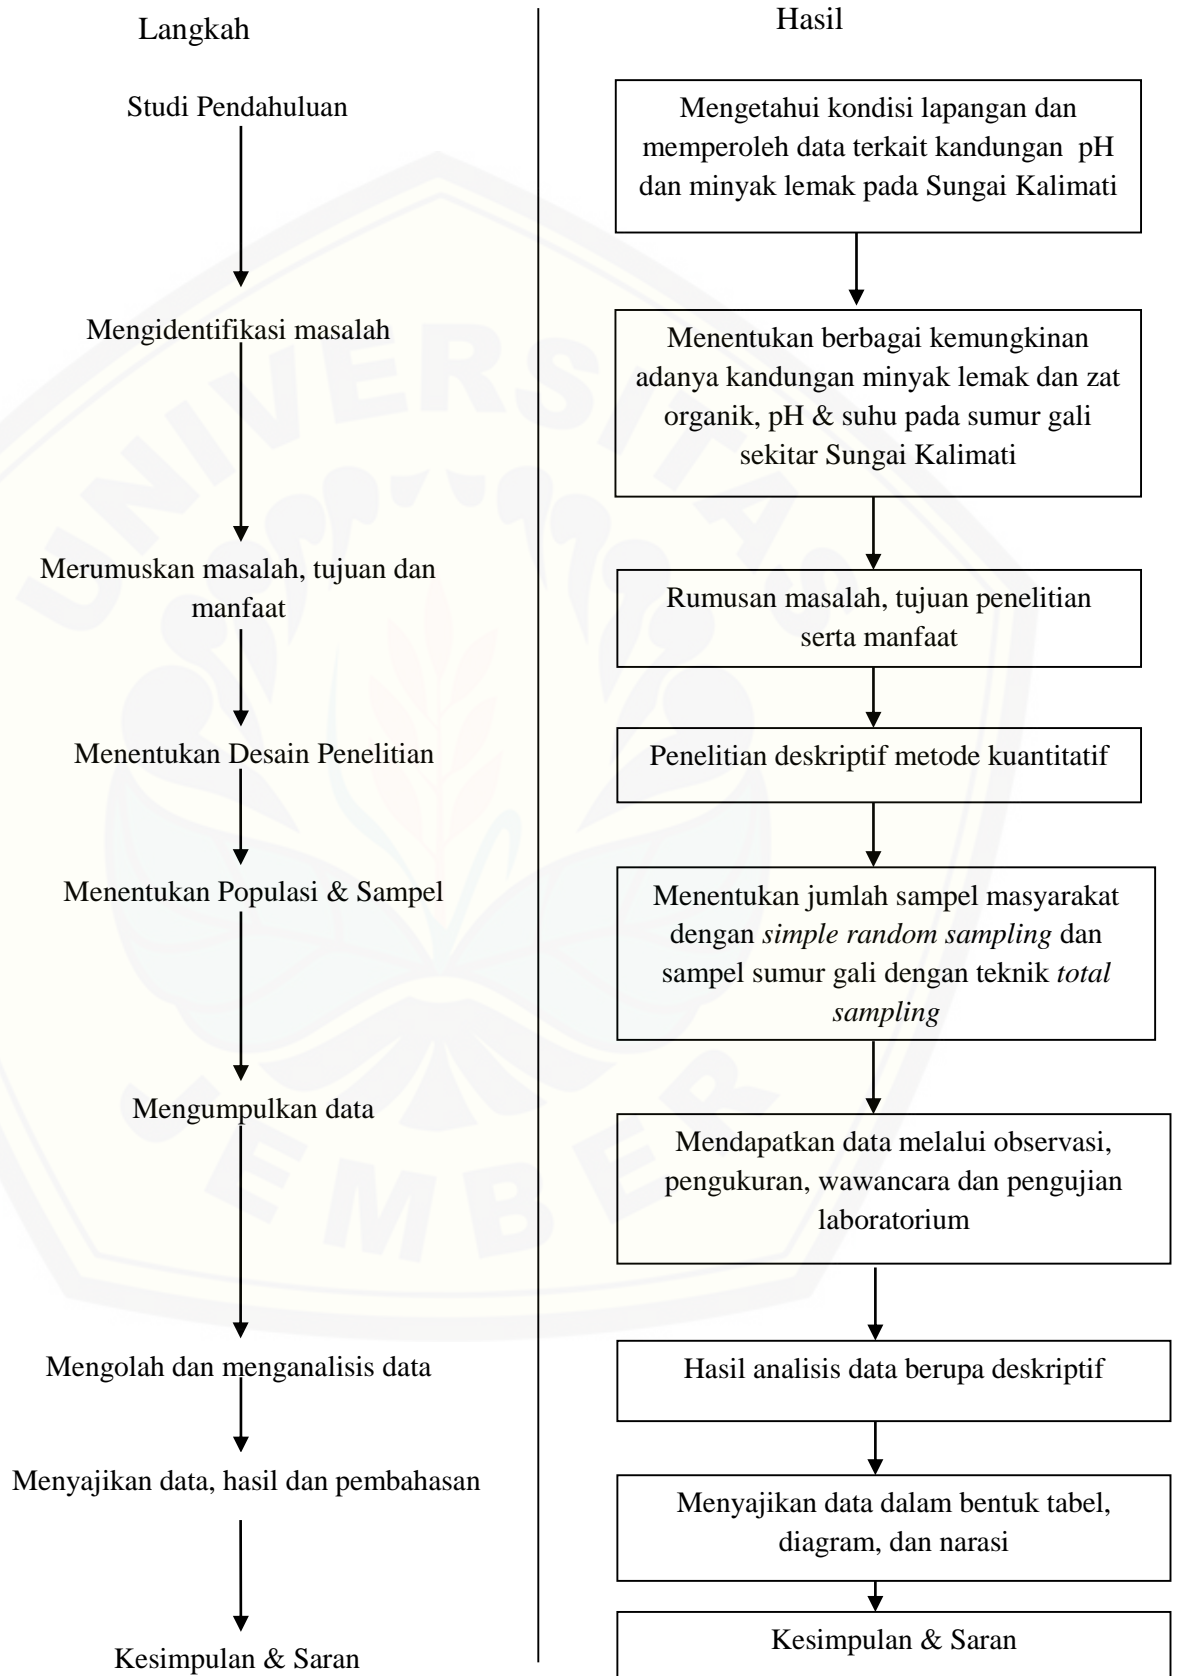 Langkah
Studi Pendahuluan
Mengidentifikasi masalah
Merumuskan masalah, tujuan dan
manfaat
Menentukan Desain Penelitian
Menentukan Populasi & Sampel
Mengumpulkan data
Mengolah dan menganalisis data
Menyajikan data, hasil dan pembahasan
Kesimpulan & Saran
Hasil
Mengetahui kondisi lapangan dan
memperoleh data terkait kandungan pH
dan minyak lemak pada Sungai Kalimati
Menentukan berbagai kemungkinan
adanya kandungan minyak lemak dan zat
organik, pH & suhu pada sumur gali
sekitar Sungai Kalimati
Rumusan masalah, tujuan penelitian
serta manfaat
Penelitian deskriptif metode kuantitatif
Menentukan jumlah sampel masyarakat
dengan simple random sampling dan
sampel sumur gali dengan teknik total
sampling
Mendapatkan data melalui observasi,
pengukuran, wawancara dan pengujian
laboratorium
Hasil analisis data berupa deskriptif
Menyajikan data dalam bentuk tabel,
diagram, dan narasi
Kesimpulan & Saran
UNIVERSITAS
JEMBER